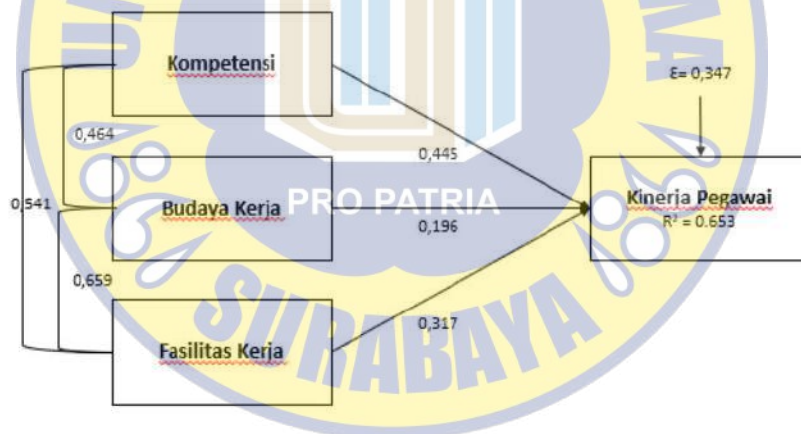 Kompetensi
ε= 0,347
0,464
0,445
0,541
Budaya Kerja
PRO PATRIA
0,196
Kinerja Pegawai
R² = 0.653
0,659
0,317
Fasilitas Kerja
SURABAYA